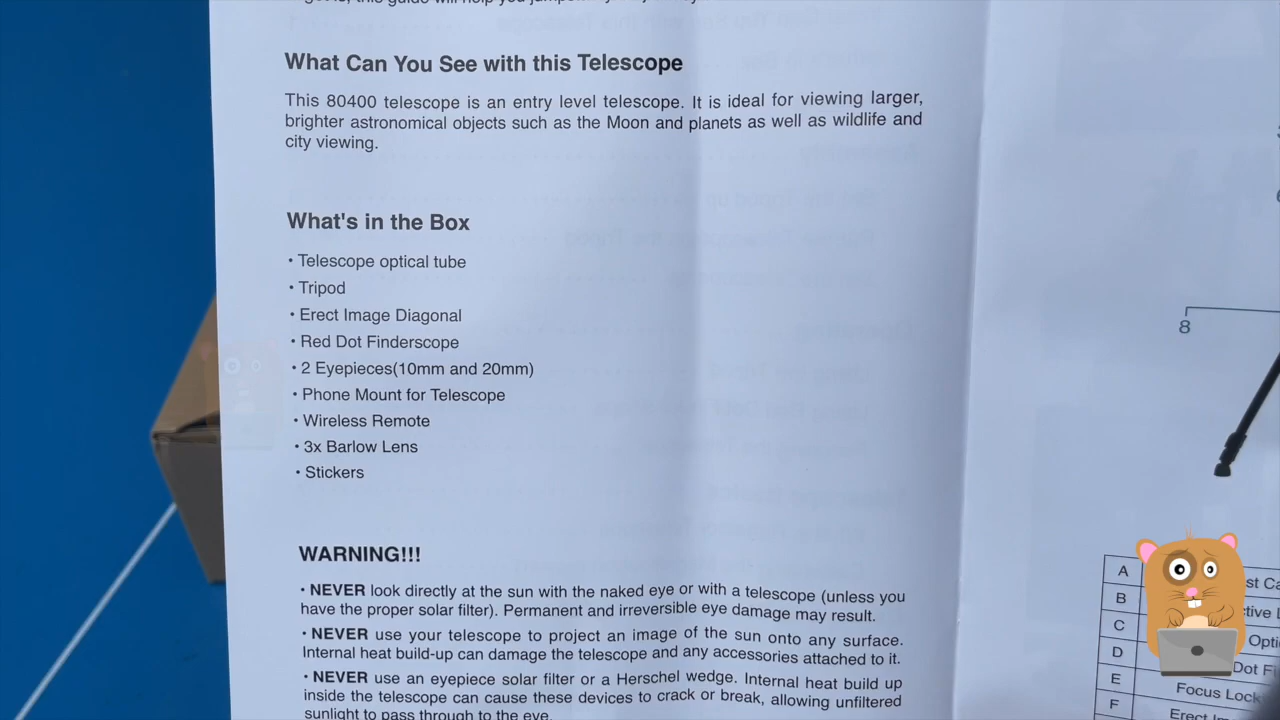 What Can You See with this Telescope
This 80400 telescope is an entry level telescope. It is ideal for viewing larger,
brighter astronomical objects such as the Moon and planets as well as wildlife and
city viewing.
What's in the Box
• Telescope optical tube
• Tripod
• Erect Image Diagonal
• Red Dot Finderscope
• 2 Eyepieces(10mm and 20mm)
• Phone Mount for Telescope
• Wireless Remote
• 3x Barlow Lens
• Stickers
WARNING!!!
• NEVER look directly at the sun with the naked eye or with a telescope (unless you
have the proper solar filter). Permanent and irreversible eye damage may result.
• NEVER use your telescope to project an image of the sun onto any surface.
Internal heat build-up can damage the telescope and any accessories attached to it.
• NEVER use an eyepiece solar filter or a Herschel wedge. Internal heat build up
inside the telescope can cause these devices to crack or break, allowing unfiltered
sunlight to pass through to the eye.
8
A
B
C
D Dot
E Focus Lock
F Erect